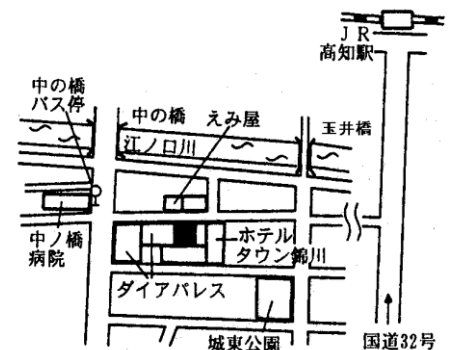 JR
高知駅
中の橋
バス停
中の橋
えみ屋
玉井橋
江ノ口川
中ノ橋
病院
ホテル
タウン錦川
ダイアパレス
城東公園
国道32号